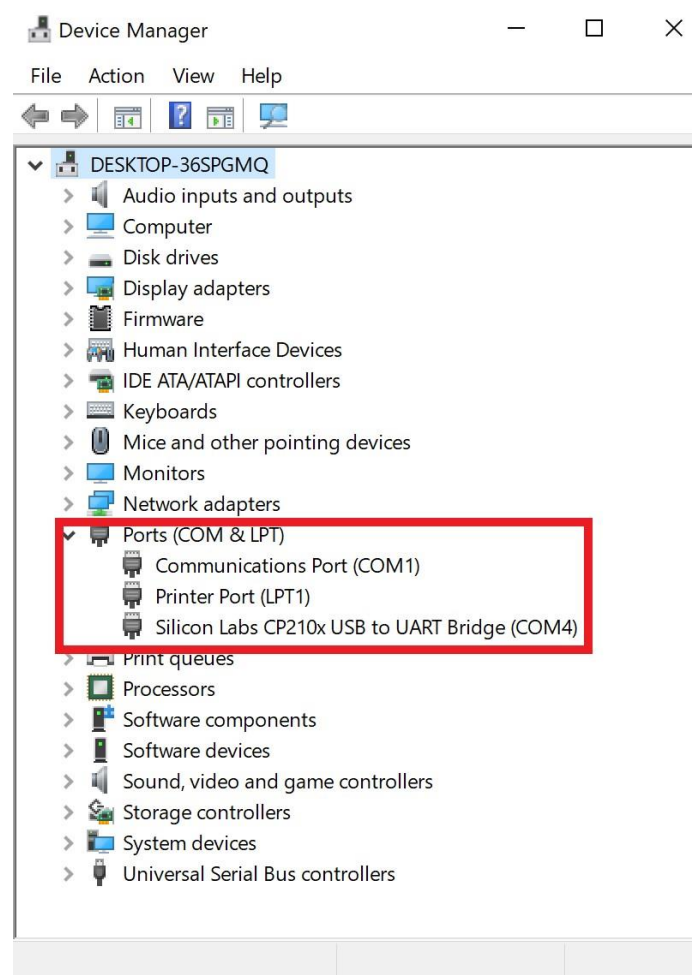 Device Manager
File Action View Help
DESKTOP-36SPGMQ
Audio inputs and outputs
Computer
Disk drives
Display adapters
Firmware
Human Interface Devices
IDE ATA/ATAPI controllers
Keyboards
Mice and other pointing devices
Monitors
Network adapters
Ports (COM & LPT)
Communications Port (COM1)
Printer Port (LPT1)
Silicon Labs CP210x USB to UART Bridge (COM4)
Print queues
Processors
Software components
Software devices
Sound, video and game controllers
Storage controllers
System devices
Universal Serial Bus controllers